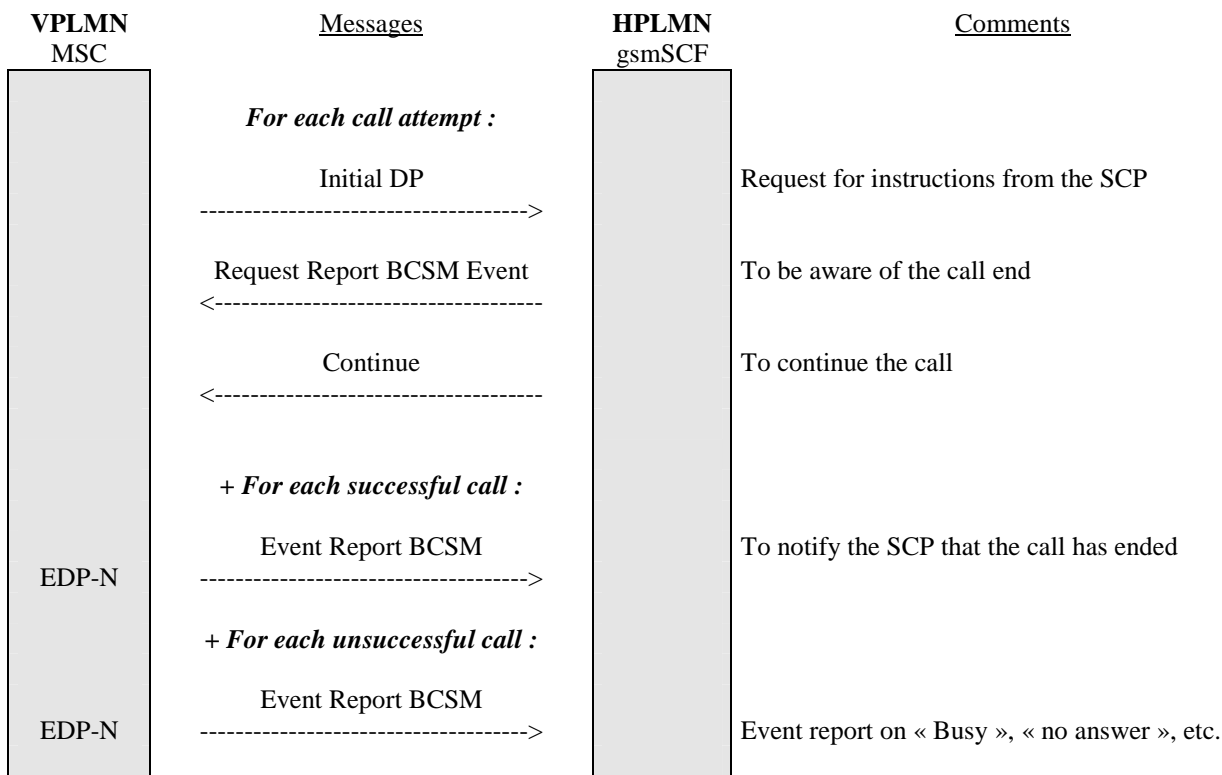 VPLMN Messages HPLMN Comments
MSC gsmSCF
For each call attempt :
Initial DP Request for instructions from the SCP
------------------------------------->
Request Report BCSM Event To be aware of the call end
<-------------------------------------
Continue To continue the call
<-------------------------------------
+ For each successful call :
Event Report BCSM To notify the SCP that the call has ended
EDP-N ------------------------------------->
+ For each unsuccessful call :
Event Report BCSM
EDP-N -------------------------------------> Event report on « Busy », « no answer », etc.